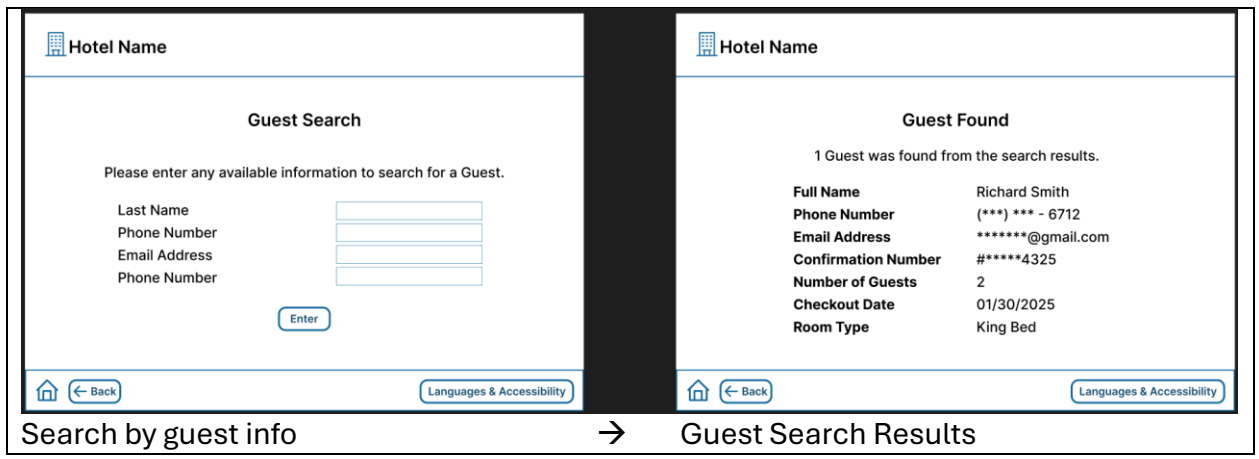 Hotel Name
Guest Search
Please enter any available information to search for a Guest.
Last Name
Phone Number
Email Address
Phone Number
Enter
← Back
Languages & Accessibility
Hotel Name
Guest Found
1 Guest was found from the search results.
Full Name Richard Smith
Phone Number (***) *** - 6712
Email Address *******@gmail.com
Confirmation Number #*****4325
Number of Guests 2
Checkout Date 01/30/2025
Room Type King Bed
← Back
Languages & Accessibility
Search by guest info → Guest Search Results